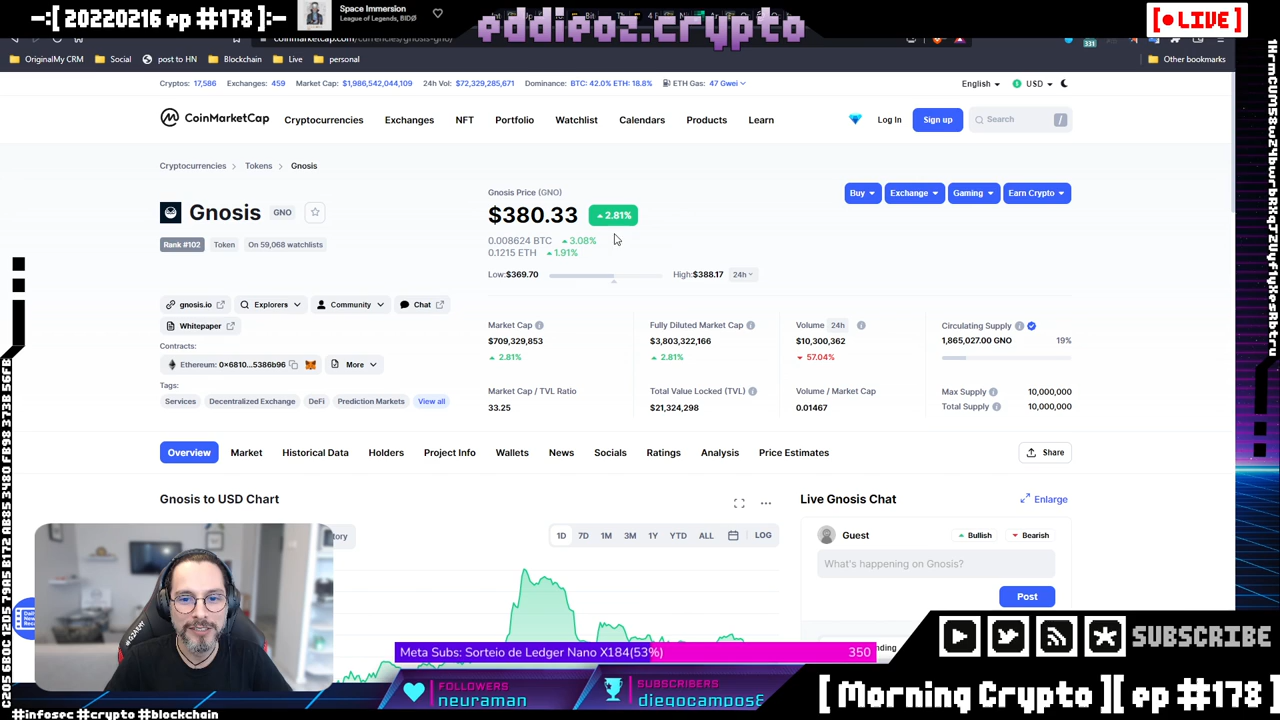 -:[ 20220216 ep #178 ]:-
Space Immersion
League of Legends, BIDØ
eddieoz.crypto
[●LIVE]
coinmarketcap.com/currencies/gnosis-gno/
331
OriginalMy CRM
Social
post to HN
Blockchain
Live
personal
Other bookmarks
Cryptos: 17,586 Exchanges: 459 Market Cap: $1,986,542,044,109 24h Vol: $72,329,285,671 Dominance: BTC: 42.0% ETH: 18.8% ETH Gas: 47 Gwei
English USD
CoinMarketCap Cryptocurrencies Exchanges NFT Portfolio Watchlist Calendars Products Learn
Log In Sign up Search /
Cryptocurrencies > Tokens > Gnosis
Gnosis GNO
Rank #102 Token On 59,068 watchlists
Gnosis Price (GNO)
$380.33 2.81%
0.008624 BTC 3.08%
0.1215 ETH 1.91%
Low:$369.70 High:$388.17 24h
Buy Exchange Gaming Earn Crypto
gnosis.io Explorers Community Chat
Whitepaper
Contracts:
Ethereum: 0x6810...5386b96 More
Tags:
Services Decentralized Exchange DeFi Prediction Markets View all
Market Cap
$709,329,853
2.81%
Fully Diluted Market Cap
$3,803,322,166
2.81%
Volume 24h
$10,300,362
57.04%
Circulating Supply
1,865,027.00 GNO 19%
Market Cap / TVL Ratio
33.25
Total Value Locked (TVL)
$21,324,298
Volume / Market Cap
0.01467
Max Supply 10,000,000
Total Supply 10,000,000
Overview Market Historical Data Holders Project Info Wallets News Socials Ratings Analysis Price Estimates
Share
Gnosis to USD Chart
1D 7D 1M 3M 1Y YTD ALL LOG
Live Gnosis Chat
Enlarge
Guest Bullish Bearish
What's happening on Gnosis?
Post
Meta Subs: Sorteio de Ledger Nano X184(53%) 350
FOLLOWERS
neuraman
SUBSCRIBERS
diegocampos8
SUBSCRIBE
[ Morning Crypto ][ ep #178 ]
#infosec #crypto #blockchain